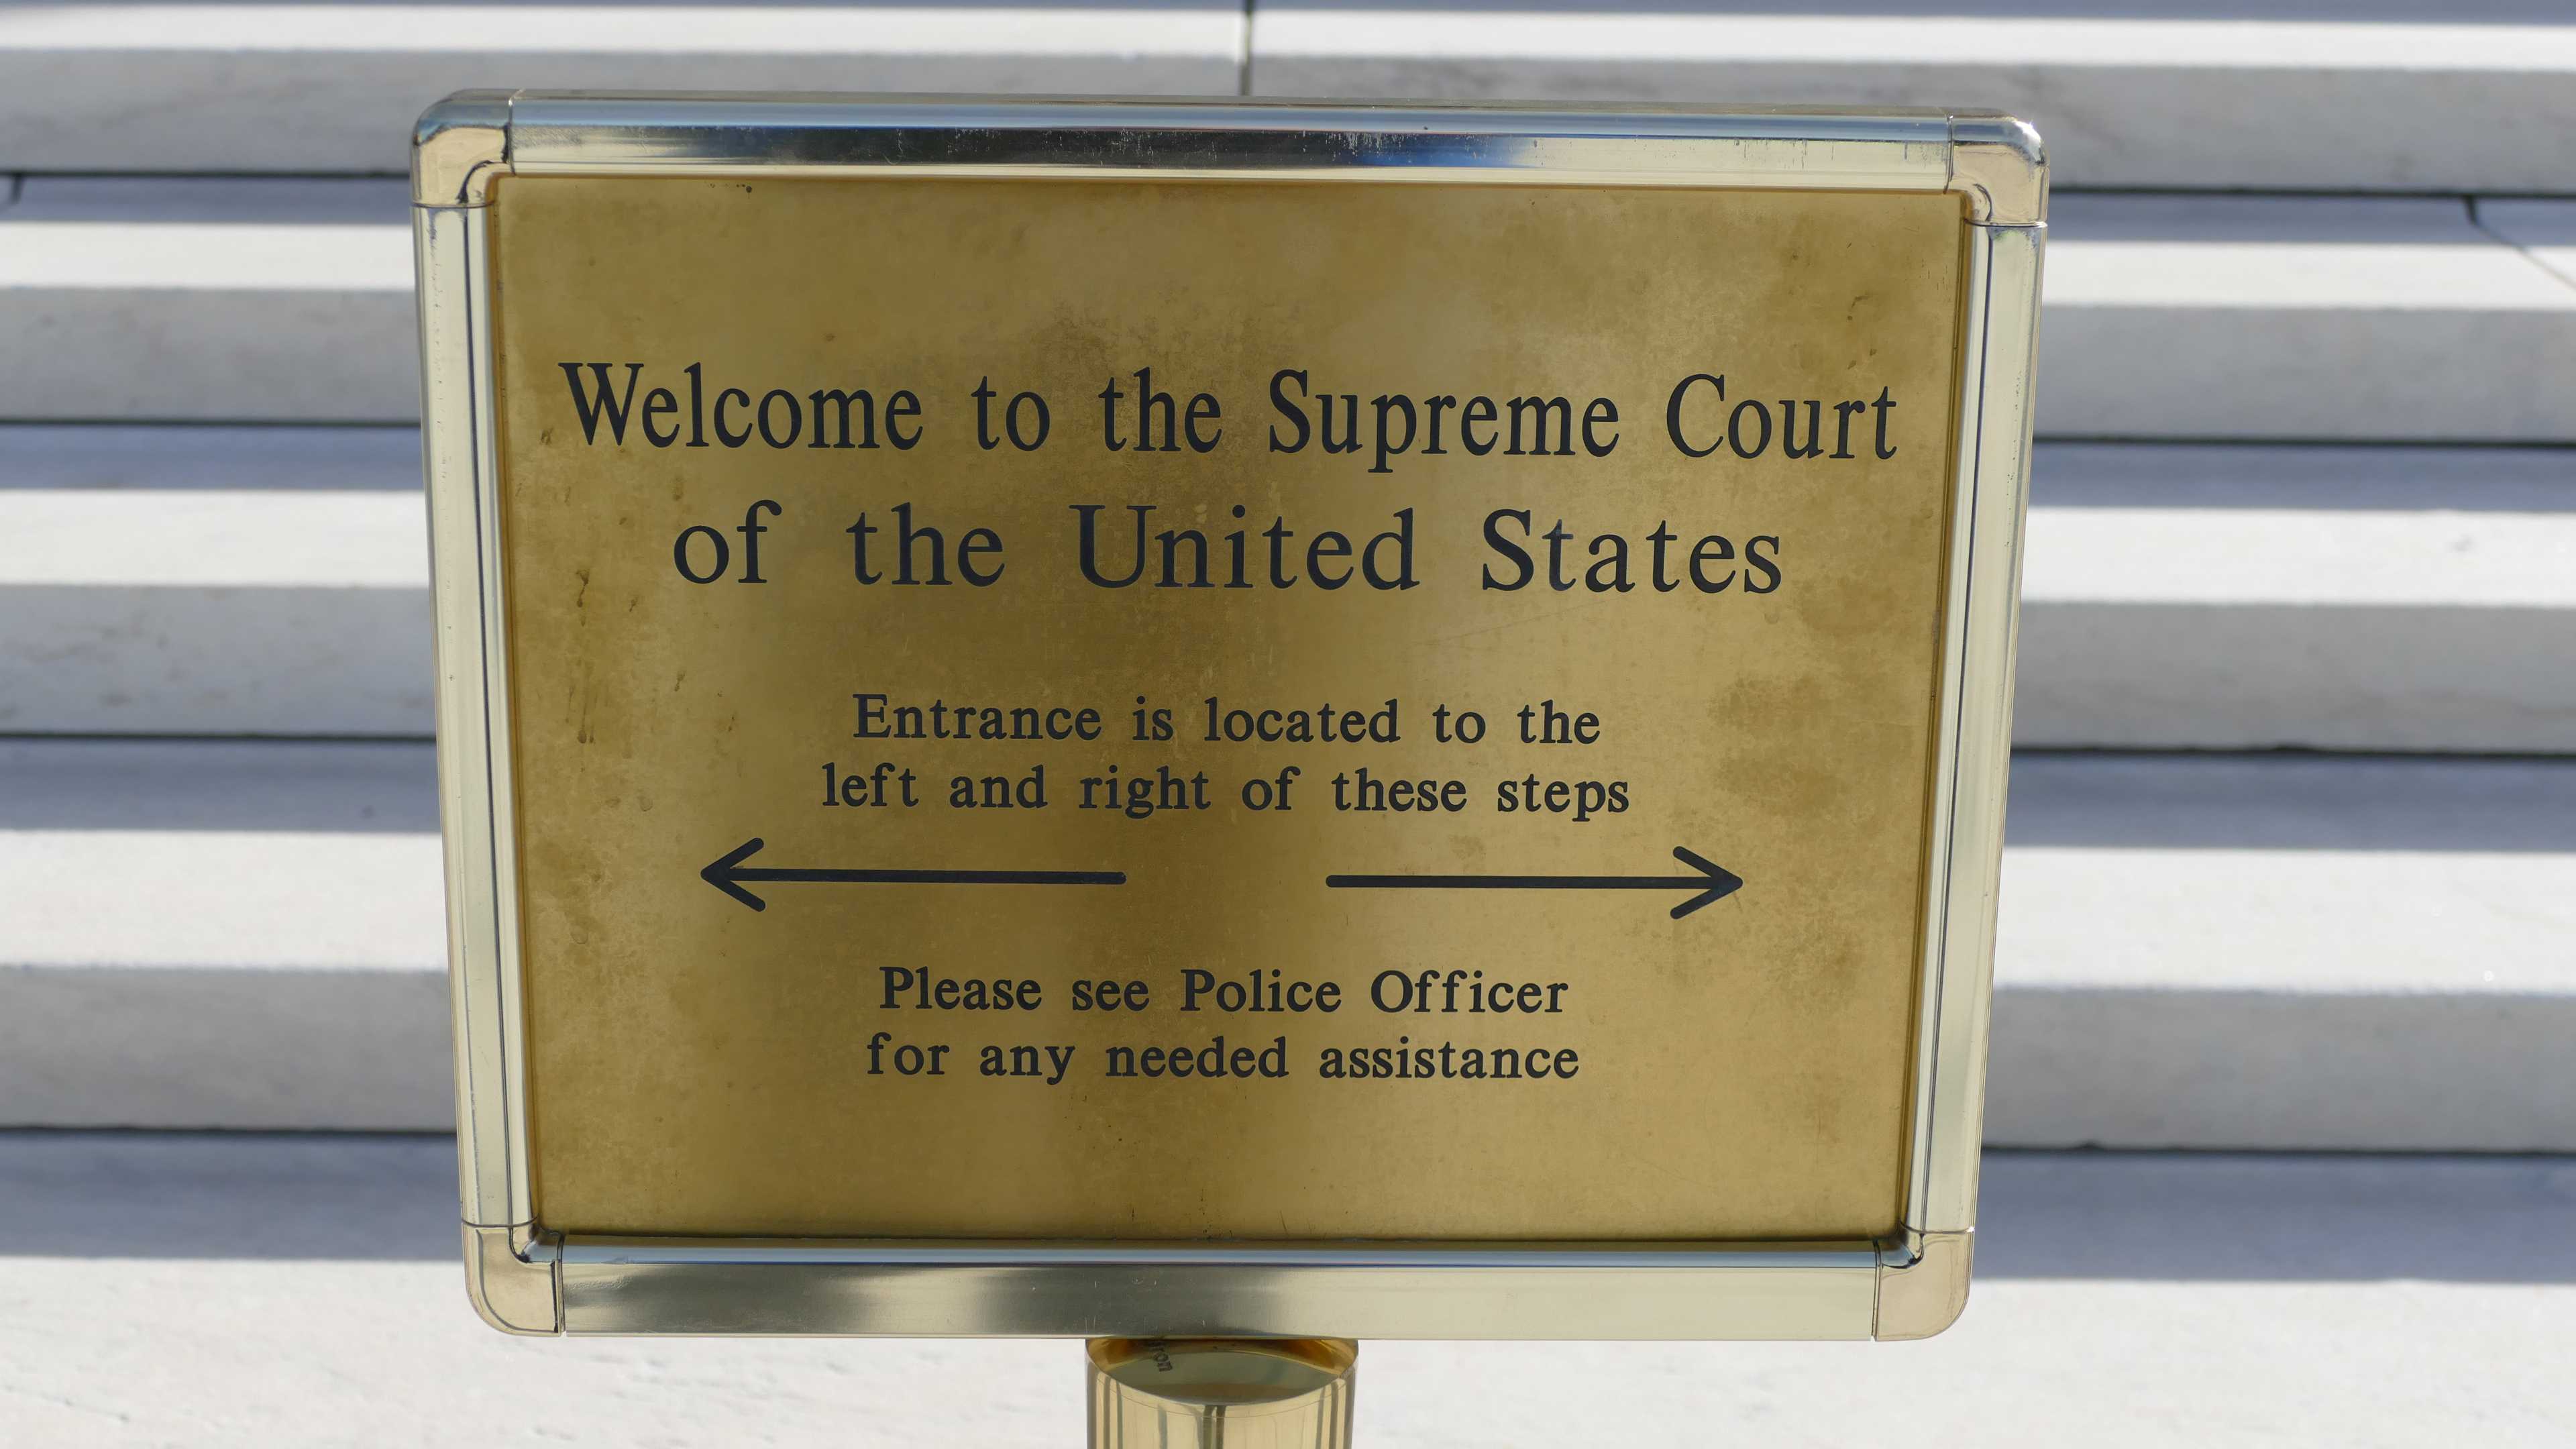 Welcome to the Supreme Court
of the United States
Entrance is located to the
left and right of these steps
Please see Police Officer
for any needed assistance